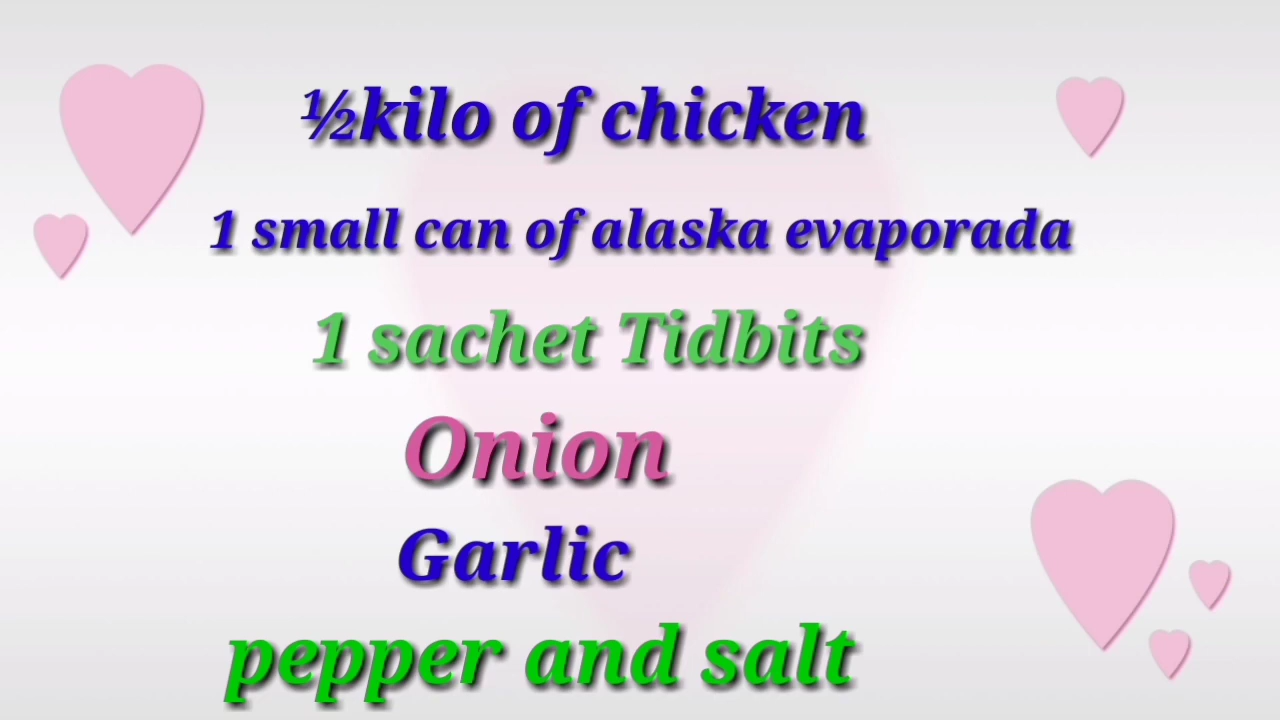 ½kilo of chicken
1 small can of alaska evaporada
1 sachet Tidbits
Onion
Garlic
pepper and salt